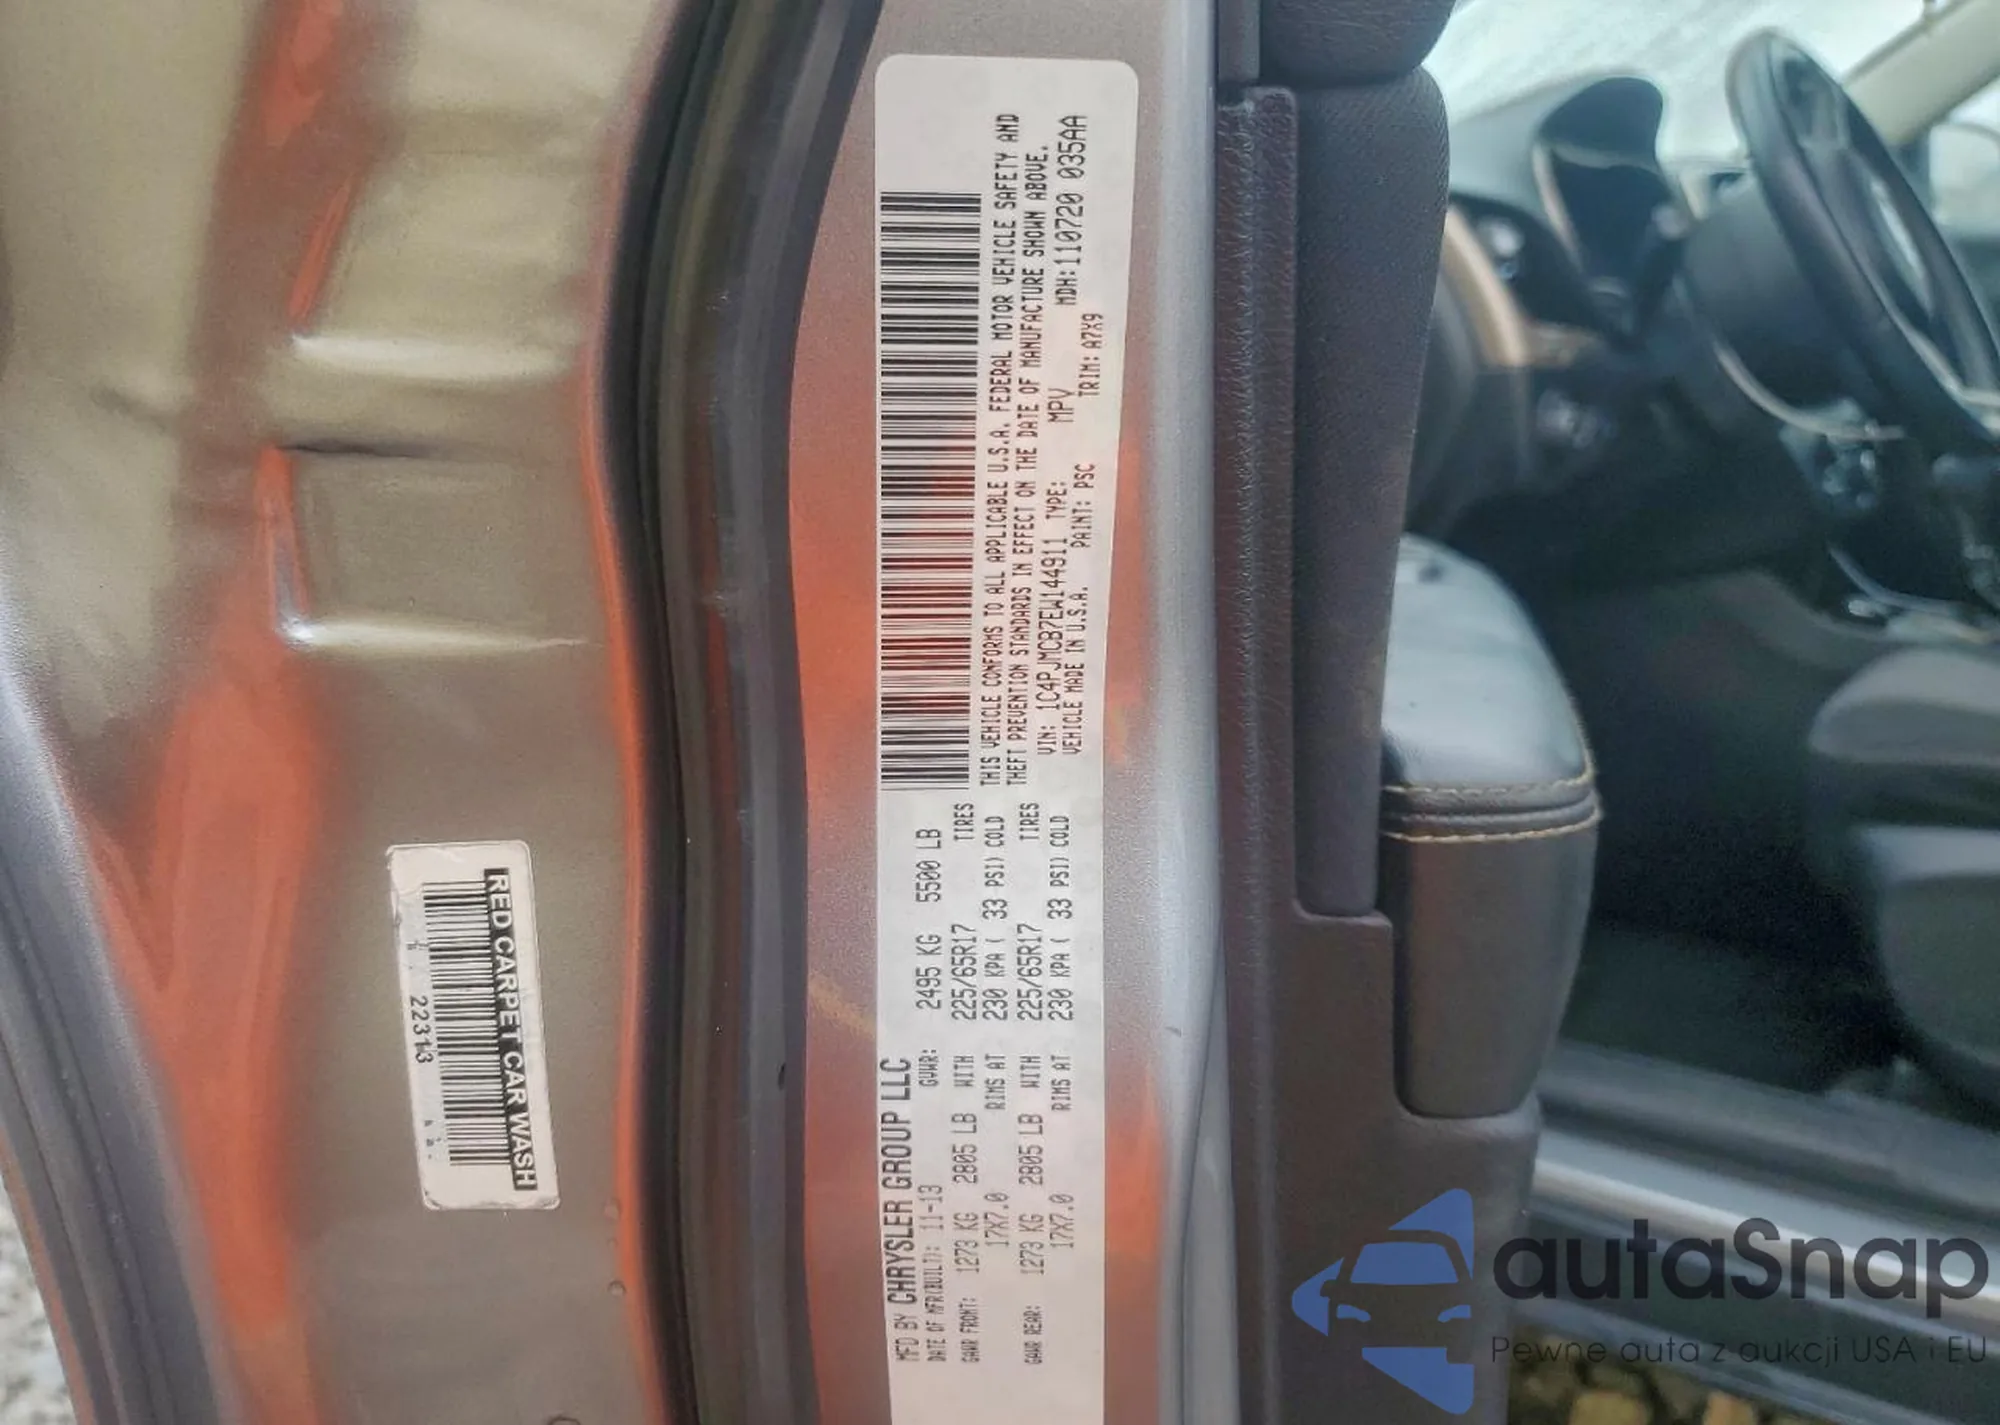 MFD BY CHRYSLER GROUP LLC
DATE OF MFR(BUILT): 11-13 GVWR: 2495 KG 5500 LB
GAWR FRONT: 1273 KG 2805 LB WITH 225/65R17 TIRES
17X7.0 RIMS AT 230 KPA ( 33 PSI) COLD
GAWR REAR: 1273 KG 2805 LB WITH 225/65R17 TIRES
17X7.0 RIMS AT 230 KPA ( 33 PSI) COLD
THIS VEHICLE CONFORMS TO ALL APPLICABLE U.S.A. FEDERAL MOTOR VEHICLE SAFETY AND
THEFT PREVENTION STANDARDS IN EFFECT ON THE DATE OF MANUFACTURE SHOWN ABOVE.
VIN: 1C4PJMCB7EW144911 TYPE: MPV MDH:110720 035AA
VEHICLE MADE IN U.S.A. PAINT: PSC TRIM: A7X9
RED CARPET CAR WASH
22313
autaSnap
Pewne auta z aukcji USA i EU